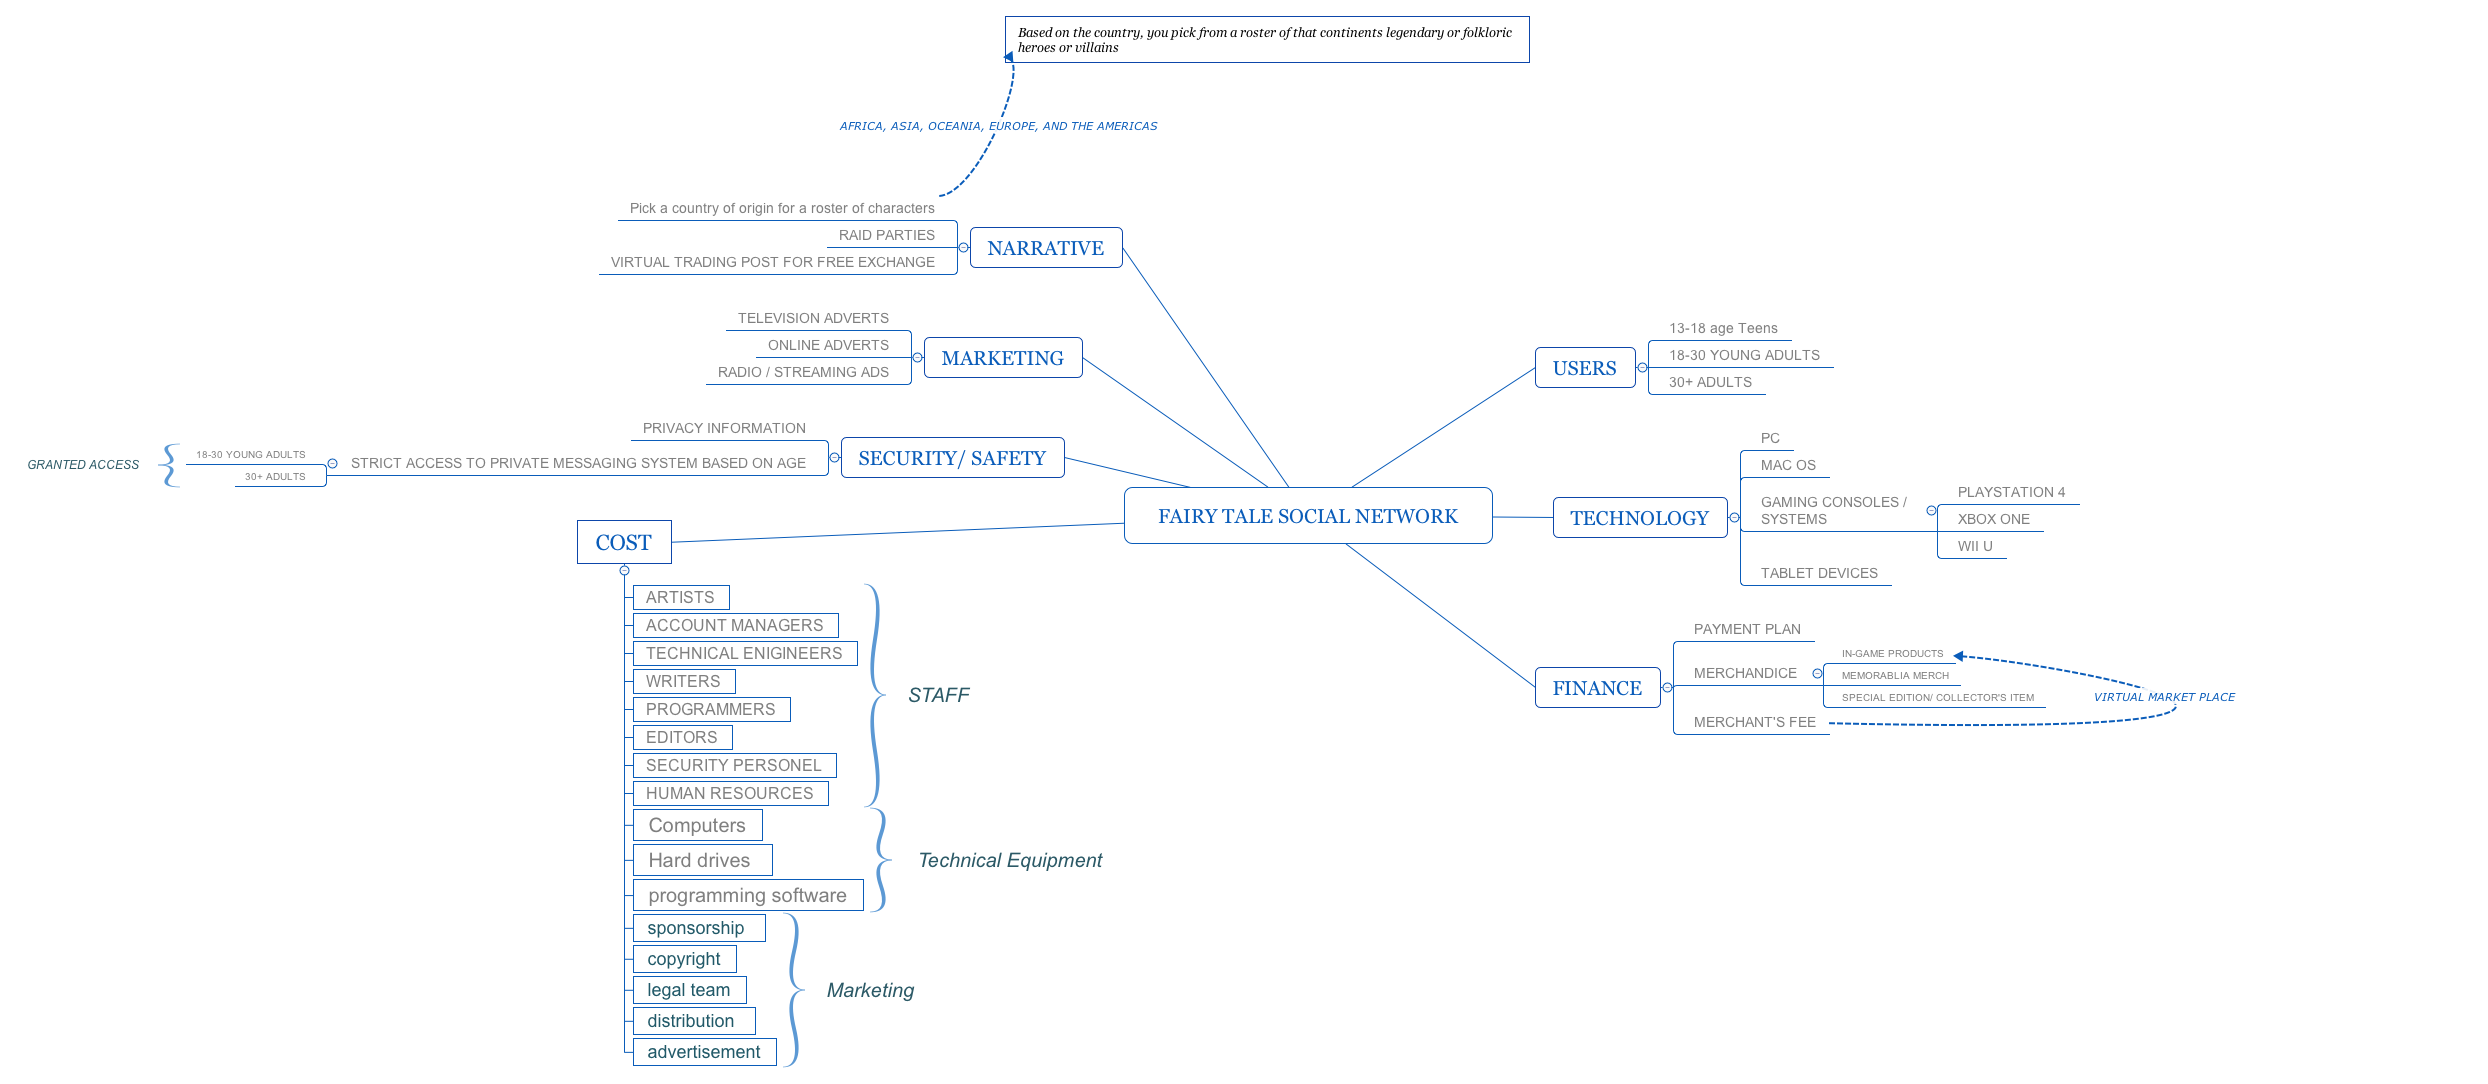 Based on the country, you pick from a roster of that continents legendary or folkloric
heroes or villains
AFRICA, ASIA, OCEANIA, EUROPE, AND THE AMERICAS
Pick a country of origin for a roster of characters
RAID PARTIES
VIRTUAL TRADING POST FOR FREE EXCHANGE
NARRATIVE
TELEVISION ADVERTS
ONLINE ADVERTS
RADIO / STREAMING ADS
MARKETING
PRIVACY INFORMATION
STRICT ACCESS TO PRIVATE MESSAGING SYSTEM BASED ON AGE
18-30 YOUNG ADULTS
30+ ADULTS
GRANTED ACCESS
SECURITY/ SAFETY
FAIRY TALE SOCIAL NETWORK
USERS
13-18 age Teens
18-30 YOUNG ADULTS
30+ ADULTS
TECHNOLOGY
PC
MAC OS
GAMING CONSOLES /
SYSTEMS
PLAYSTATION 4
XBOX ONE
WII U
TABLET DEVICES
FINANCE
PAYMENT PLAN
MERCHANDICE
IN-GAME PRODUCTS
MEMORABLIA MERCH
SPECIAL EDITION/ COLLECTOR'S ITEM
MERCHANT'S FEE
VIRTUAL MARKET PLACE
COST
ARTISTS
ACCOUNT MANAGERS
TECHNICAL ENIGINEERS
WRITERS
PROGRAMMERS
EDITORS
SECURITY PERSONEL
HUMAN RESOURCES
STAFF
Computers
Hard drives
programming software
Technical Equipment
sponsorship
copyright
legal team
distribution
advertisement
Marketing